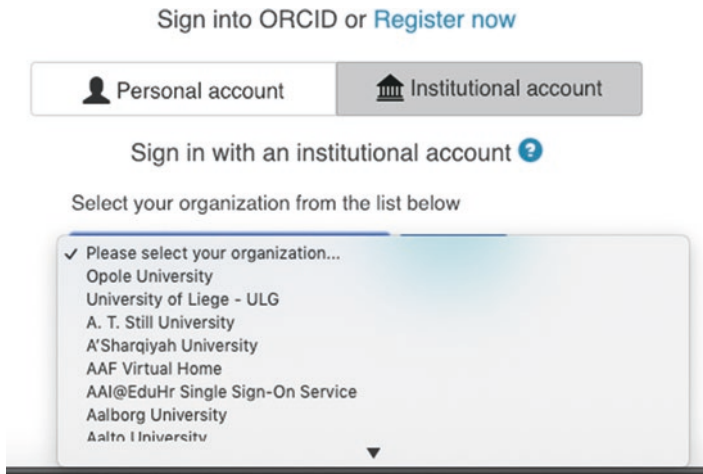 Sign into ORCID or Register now
Personal account
Institutional account
Sign in with an institutional account ?
Select your organization from the list below
✓ Please select your organization...
Opole University
University of Liege - ULG
A. T. Still University
A'Sharqiyah University
AAF Virtual Home
AAI@EduHr Single Sign-On Service
Aalborg University
Aalto University